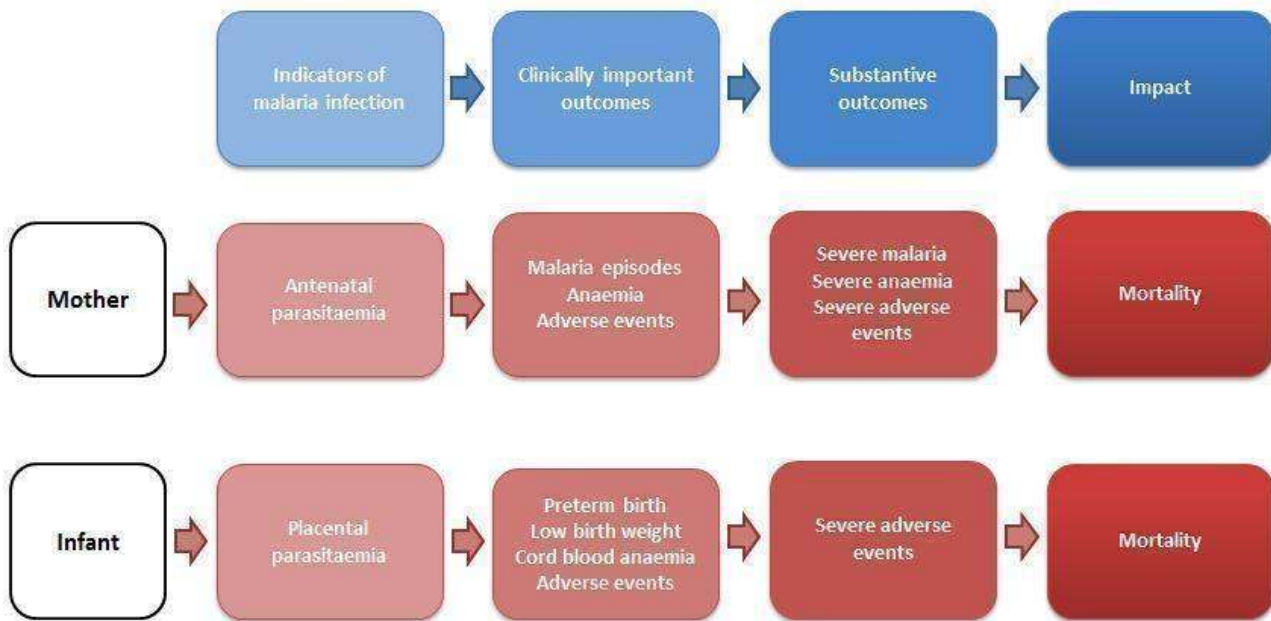 Indicators of
malaria infection
Clinically important
outcomes
Substantive
outcomes
Impact
Mother
Antenatal
parasitaemia
Malaria episodes
Anaemia
Adverse events
Severe malaria
Severe anaemia
Severe adverse
events
Mortality
Infant
Placental
parasitaemia
Preterm birth
Low birth weight
Cord blood anaemia
Adverse events
Severe adverse
events
Mortality